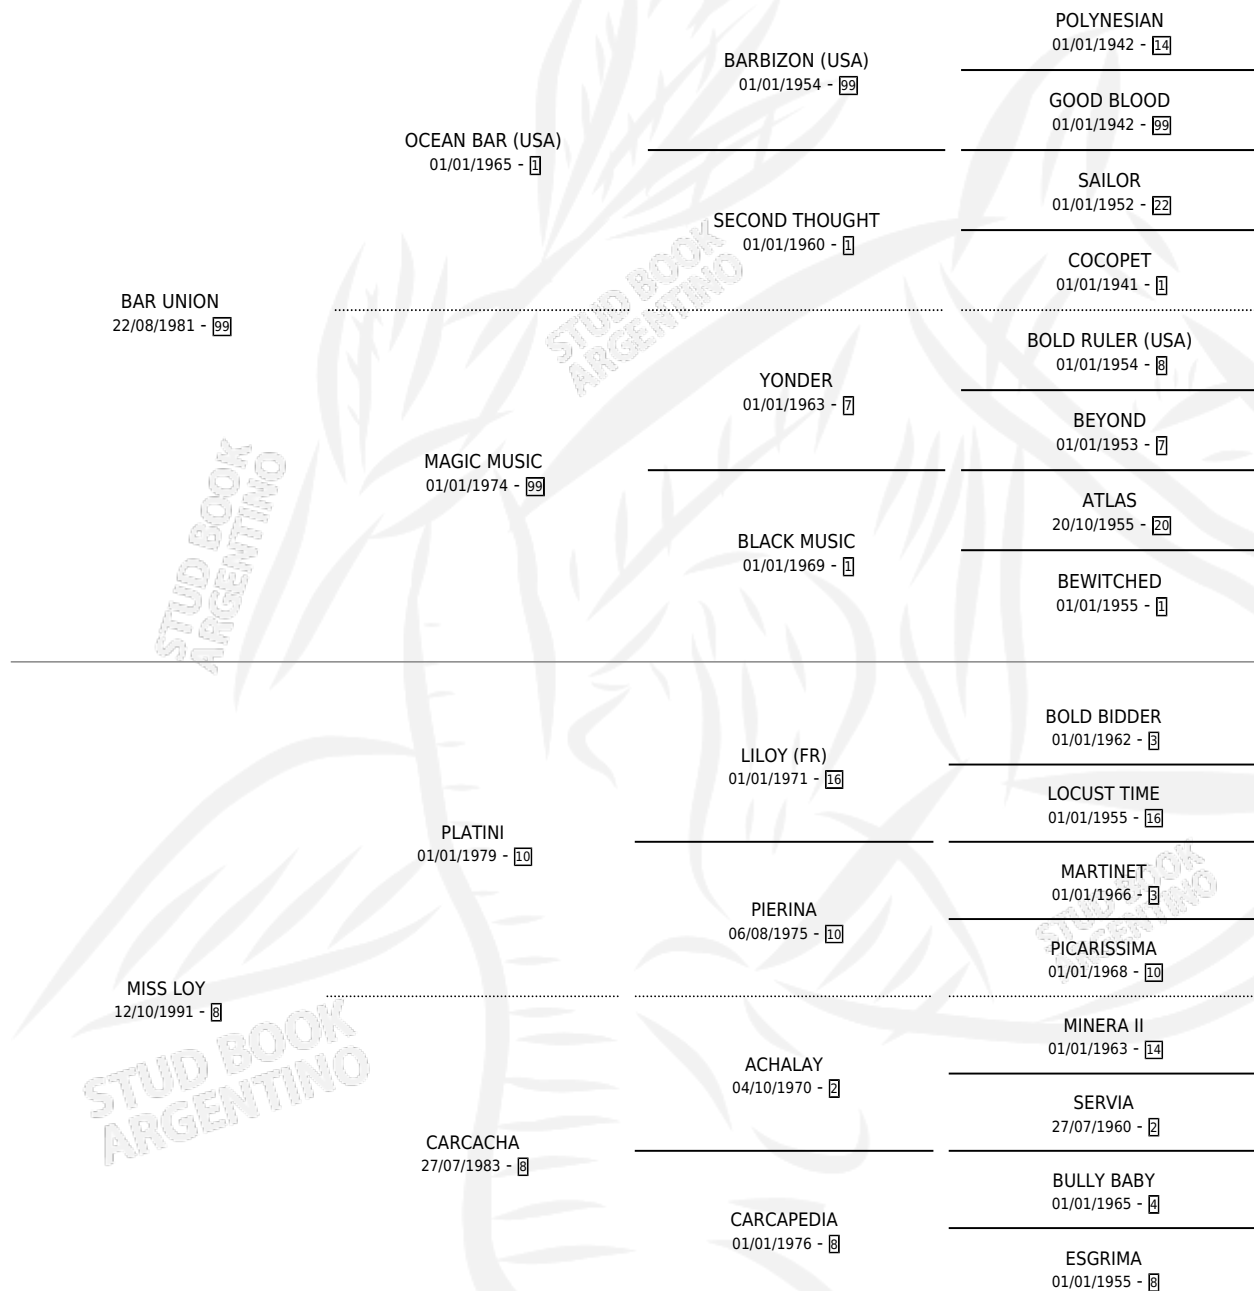 POLYNESIAN
01/01/1942 - 14
BARBIZON (USA)
01/01/1954 - 99
GOOD BLOOD
01/01/1942 - 99
OCEAN BAR (USA)
01/01/1965 - 1
SAILOR
01/01/1952 - 22
SECOND THOUGHT
01/01/1960 - 1
COCOPET
01/01/1941 - 1
BAR UNION
22/08/1981 - 99
STUD BOOK
ARGENTINO
BOLD RULER (USA)
01/01/1954 - 8
YONDER
01/01/1963 - 7
BEYOND
01/01/1953 - 7
MAGIC MUSIC
01/01/1974 - 99
ATLAS
20/10/1955 - 20
BLACK MUSIC
01/01/1969 - 1
BEWITCHED
01/01/1955 - 1
STUD BOOK
ARGENTINO
BOLD BIDDER
01/01/1962 - 3
LILOY (FR)
01/01/1971 - 16
LOCUST TIME
01/01/1955 - 16
PLATINI
01/01/1979 - 10
MARTINET
01/01/1966 - 3
PIERINA
06/08/1975 - 10
PICARISSIMA
01/01/1968 - 10
STUD BOOK
ARGENTINO
MISS LOY
12/10/1991 - 8
MINERA II
01/01/1963 - 14
ACHALAY
04/10/1970 - 2
SERVIA
27/07/1960 - 2
STUD BOOK
ARGENTINO
CARCACHA
27/07/1983 - 8
BULLY BABY
01/01/1965 - 4
CARCAPEDIA
01/01/1976 - 8
ESGRIMA
01/01/1955 - 8